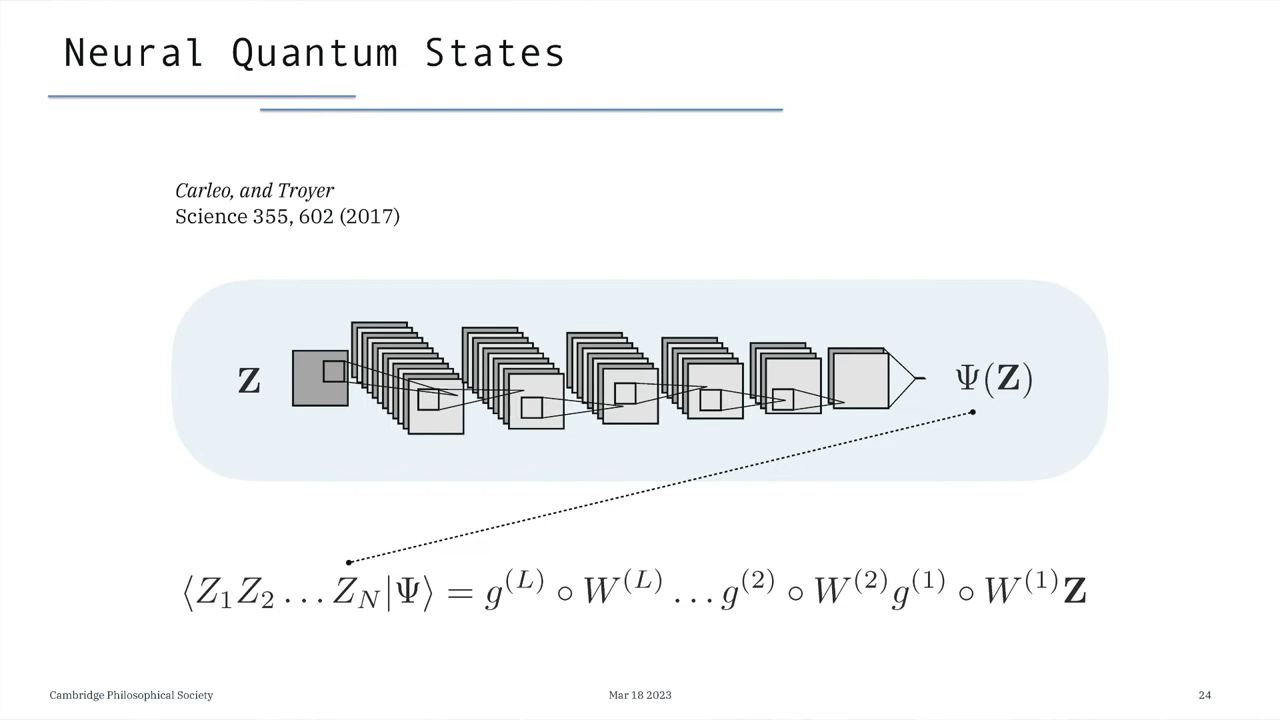 Neural Quantum States
Carleo, and Troyer
Science 355, 602 (2017)
Z
Ψ(Z)
⟨Z₁Z₂ … Z_N|Ψ⟩ = g⁽ᴸ⁾ ∘ W⁽ᴸ⁾ … g⁽²⁾ ∘ W⁽²⁾g⁽¹⁾ ∘ W⁽¹⁾Z
Cambridge Philosophical Society
Mar 18 2023
24